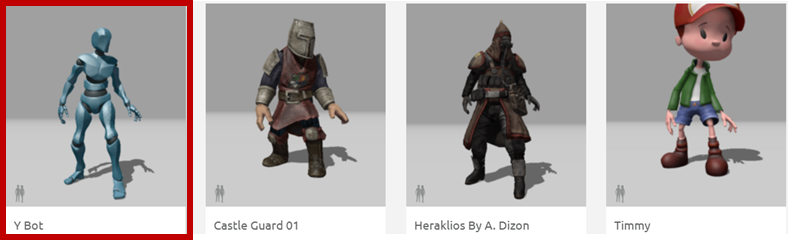 Y Bot
Castle Guard 01
Heraklios By A. Dizon
Timmy